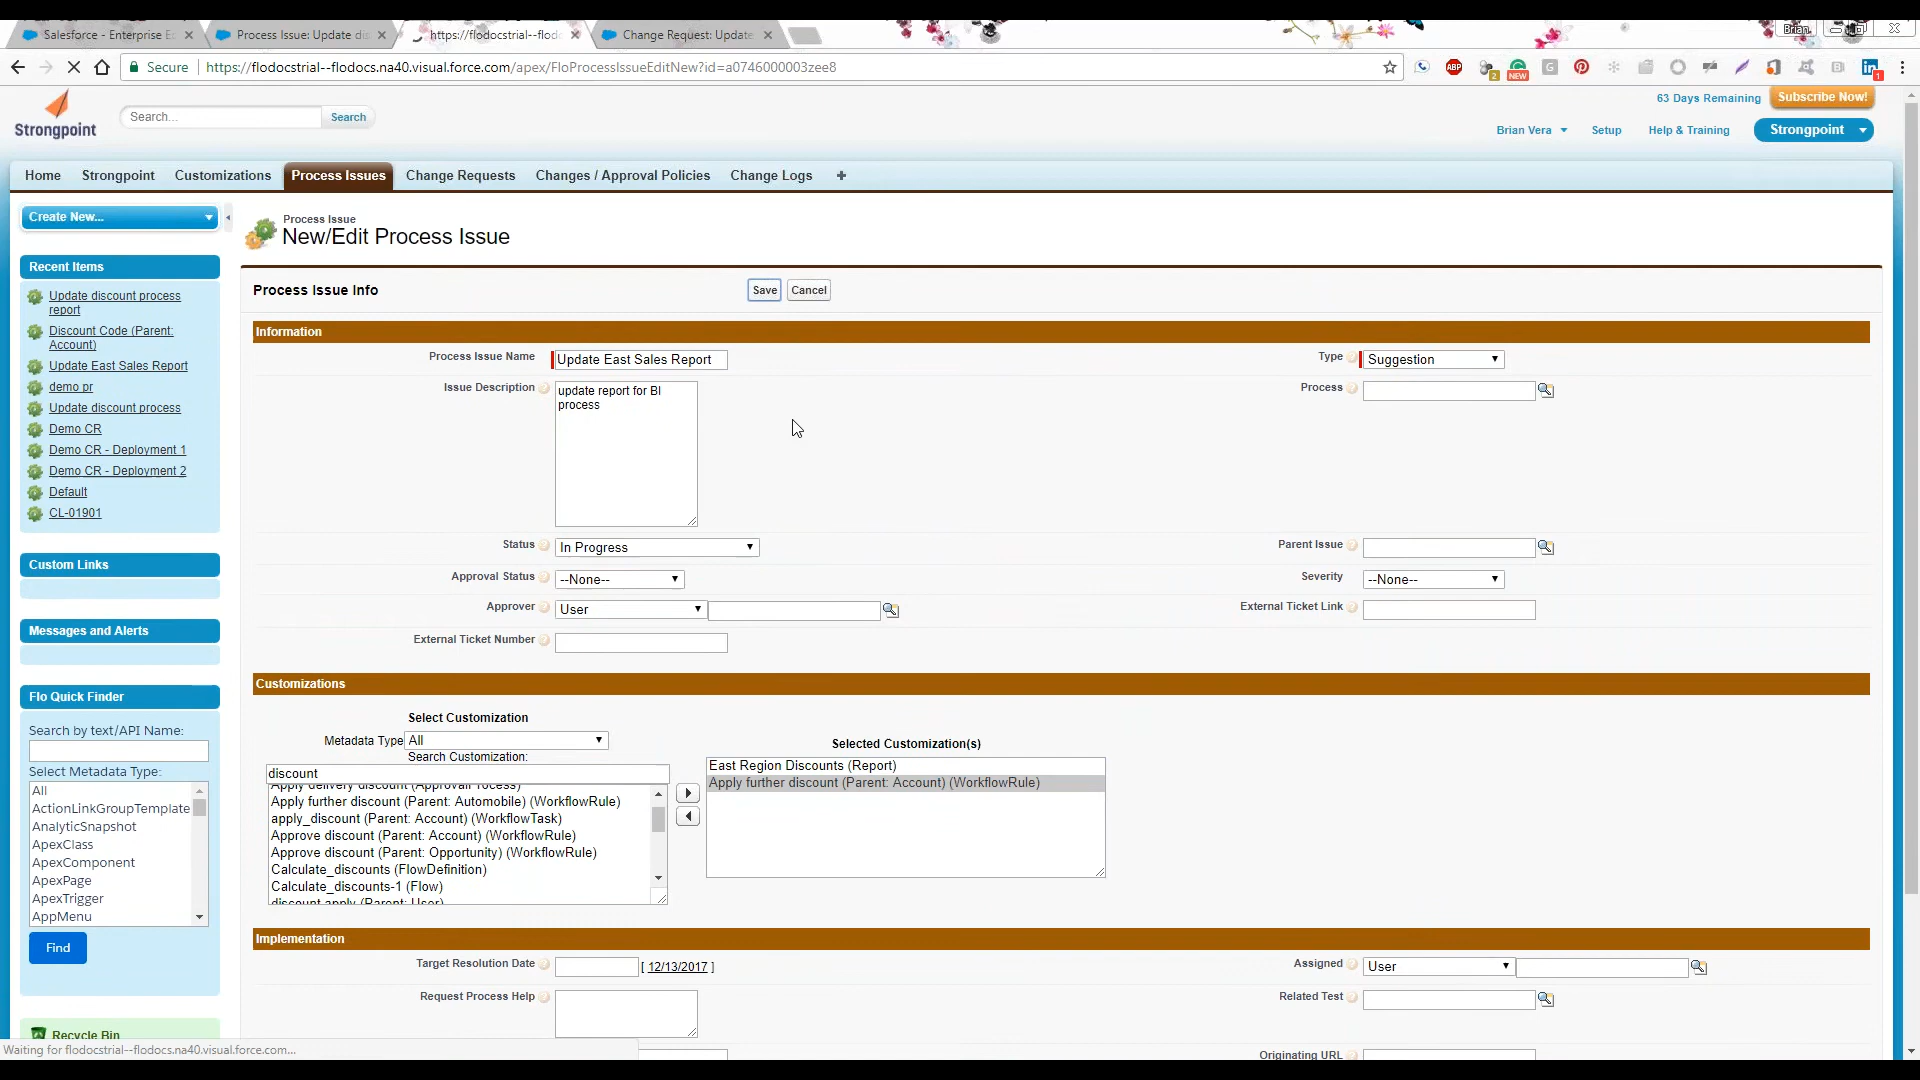 Salesforce - Enterprise E
Process Issue: Update di
https://flodocstrial--flod
Change Request: Update
Brian
Secure
https://flodocstrial--flodocs.na40.visual.force.com/apex/FloProcessIssueEditNew?id=a0746000003zee8
ABP
2
NEW
1
Strongpoint
Search...
Search
63 Days Remaining
Subscribe Now!
Brian Vera
Setup
Help & Training
Strongpoint
Home
Strongpoint
Customizations
Process Issues
Change Requests
Changes / Approval Policies
Change Logs
Create New...
Recent Items
Update discount process
report
Discount Code (Parent:
Account)
Update East Sales Report
demo pr
Update discount process
Demo CR
Demo CR - Deployment 1
Demo CR - Deployment 2
Default
CL-01901
Custom Links
Messages and Alerts
Flo Quick Finder
Search by text/API Name:
Select Metadata Type:
All
ActionLinkGroupTemplate
AnalyticSnapshot
ApexClass
ApexComponent
ApexPage
ApexTrigger
AppMenu
Find
Recycle Bin
Process Issue
New/Edit Process Issue
Process Issue Info
Save
Cancel
Information
Process Issue Name
Update East Sales Report
Type
Suggestion
Issue Description
update report for BI
process
Process
Status
In Progress
Parent Issue
Approval Status
--None--
Severity
--None--
Approver
User
External Ticket Link
External Ticket Number
Customizations
Select Customization
Metadata Type
All
Search Customization:
discount
Apply delivery discount (ApprovalProcess)
Apply further discount (Parent: Automobile) (WorkflowRule)
apply_discount (Parent: Account) (WorkflowTask)
Approve discount (Parent: Account) (WorkflowRule)
Approve discount (Parent: Opportunity) (WorkflowRule)
Calculate_discounts (FlowDefinition)
Calculate_discounts-1 (Flow)
discount apply (Parent: User)
Selected Customization(s)
East Region Discounts (Report)
Apply further discount (Parent: Account) (WorkflowRule)
Implementation
Target Resolution Date
[ 12/13/2017 ]
Assigned
User
Request Process Help
Related Test
Originating URL
Waiting for flodocstrial--flodocs.na40.visual.force.com...